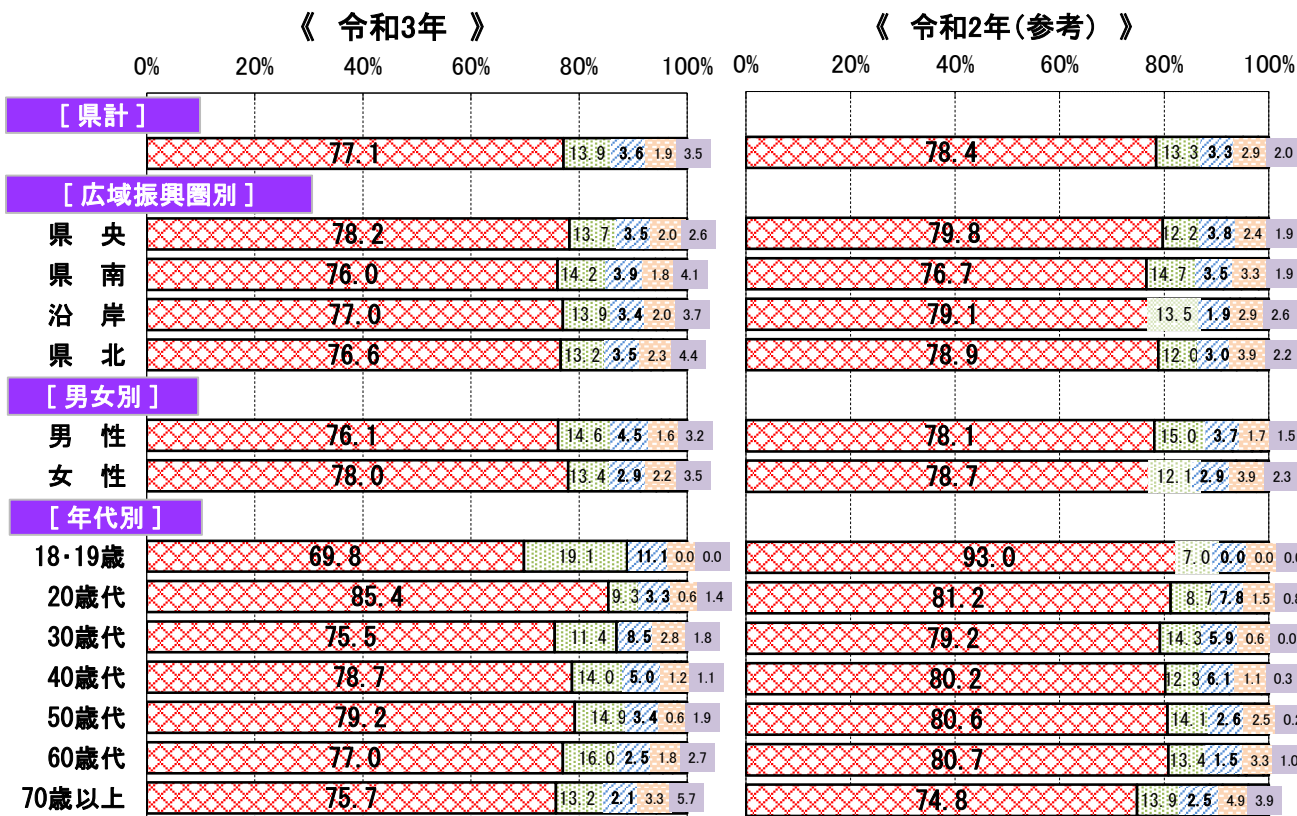 《 令和3年 》 《 令和2年(参考) 》
0% 20% 40% 60% 80% 100% 0% 20% 40% 60% 80% 100%
[ 県計 ]
77.1 13.9 3.6 1.9 3.5 78.4 13.3 3.3 2.9 2.0
[ 広域振興圏別 ]
県 央 78.2 13.7 3.5 2.0 2.6 79.8 12.2 3.8 2.4 1.9
県 南 76.0 14.2 3.9 1.8 4.1 76.7 14.7 3.5 3.3 1.9
沿 岸 77.0 13.9 3.4 2.0 3.7 79.1 13.5 1.9 2.9 2.6
県 北 76.6 13.2 3.5 2.3 4.4 78.9 12.0 3.0 3.9 2.2
[ 男女別 ]
男 性 76.1 14.6 4.5 1.6 3.2 78.1 15.0 3.7 1.7 1.5
女 性 78.0 13.4 2.9 2.2 3.5 78.7 12.1 2.9 3.9 2.3
[ 年代別 ]
18・19歳 69.8 19.1 11.1 0.0 0.0 93.0 7.0 0.0 0.0 0.0
20歳代 85.4 9.3 3.3 0.6 1.4 81.2 8.7 7.8 1.5 0.8
30歳代 75.5 11.4 8.5 2.8 1.8 79.2 14.3 5.9 0.6 0.0
40歳代 78.7 14.0 5.0 1.2 1.1 80.2 12.3 6.1 1.1 0.3
50歳代 79.2 14.9 3.4 0.6 1.9 80.6 14.1 2.6 2.5 0.2
60歳代 77.0 16.0 2.5 1.8 2.7 80.7 13.4 1.5 3.3 1.0
70歳以上 75.7 13.2 2.1 3.3 5.7 74.8 13.9 2.5 4.9 3.9